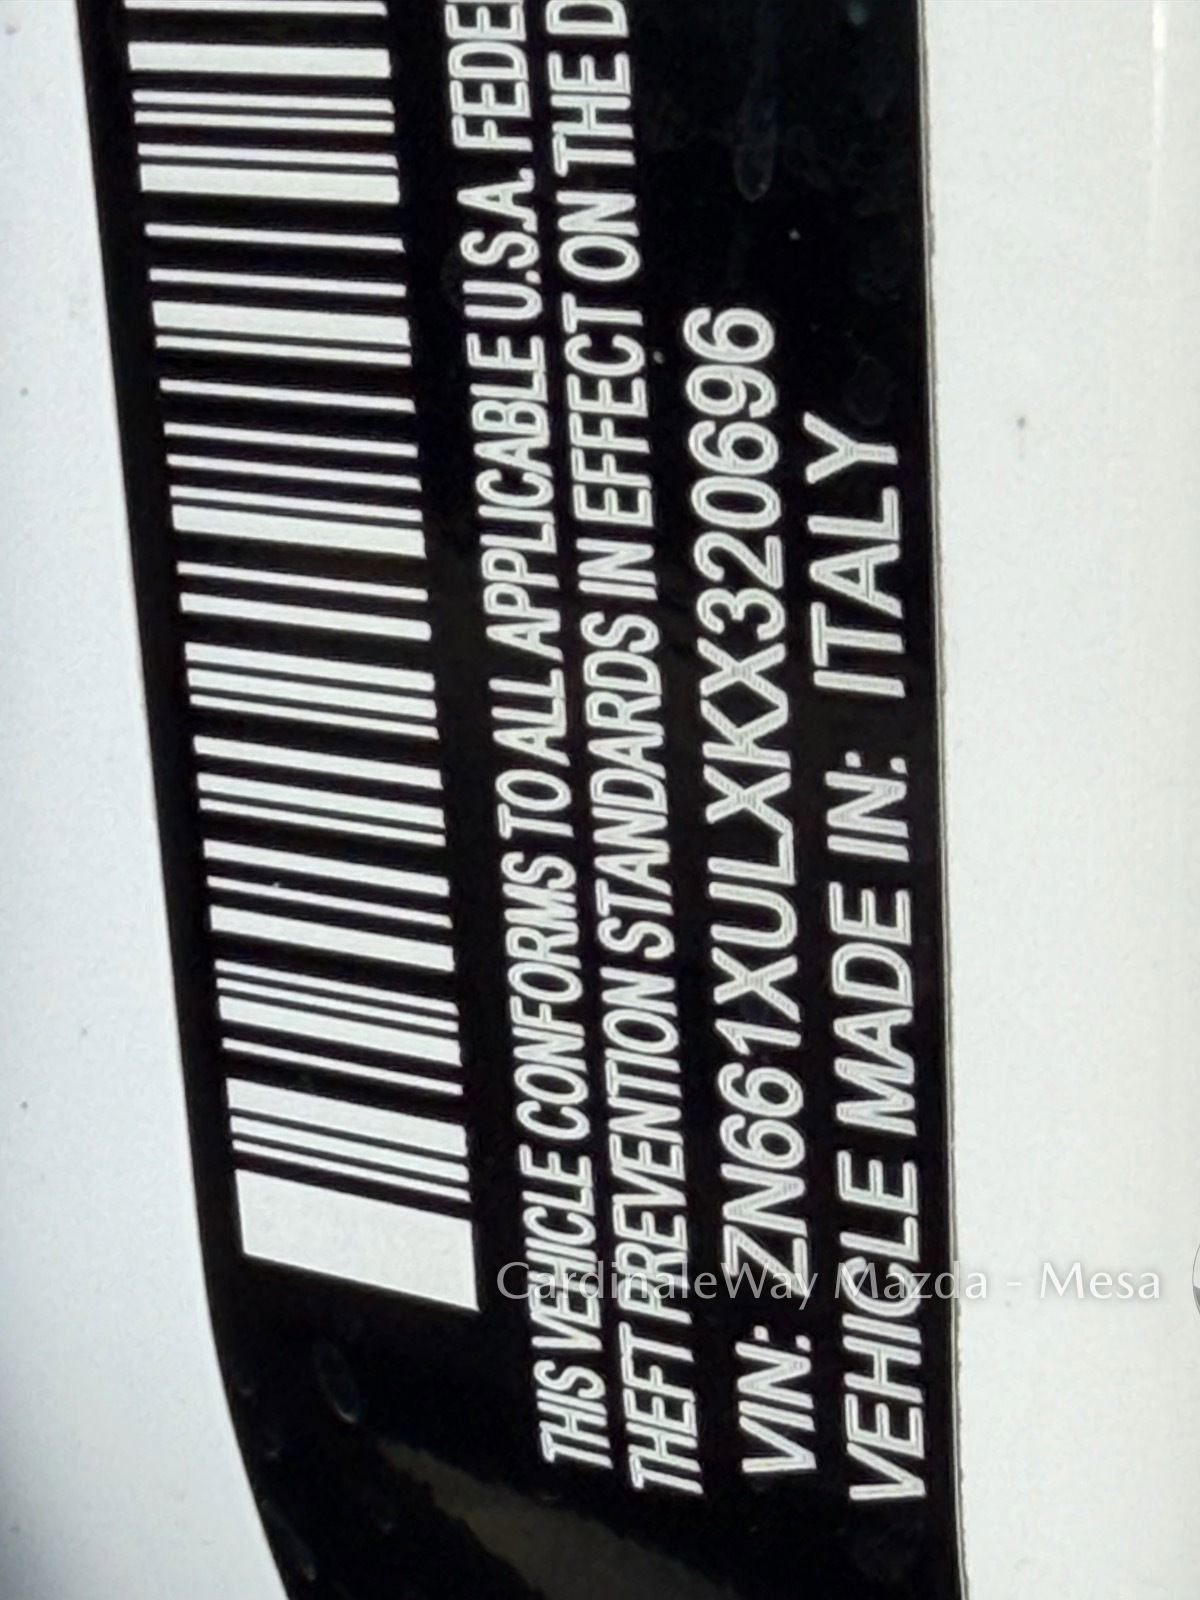 THIS VEHICLE CONFORMS TO ALL APPLICABLE U.S.A.
THEFT PREVENTION STANDARDS IN EFFECT ON THE
VIN: ZN661XULXKX320696
VEHICLE MADE IN: ITALY
CardinaleWay Mazda - Mesa